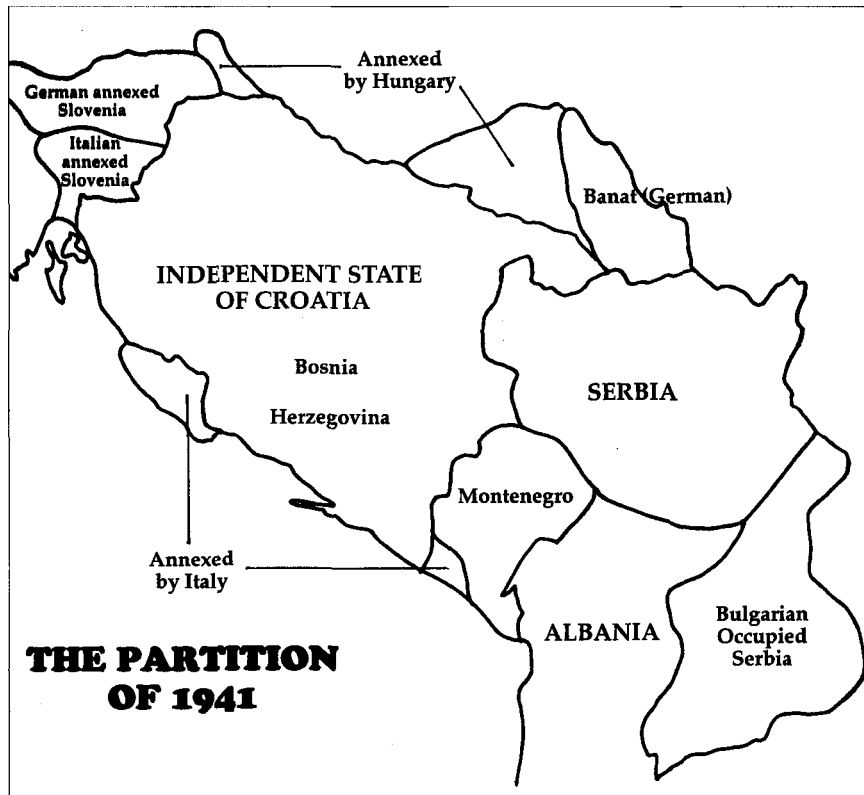 Annexed
by Hungary
German annexed
Slovenia
Italian
annexed
Slovenia
Banat (German)
INDEPENDENT STATE
OF CROATIA
Bosnia
Herzegovina
SERBIA
Montenegro
Annexed
by Italy
ALBANIA
Bulgarian
Occupied
Serbia
THE PARTITION
OF 1941